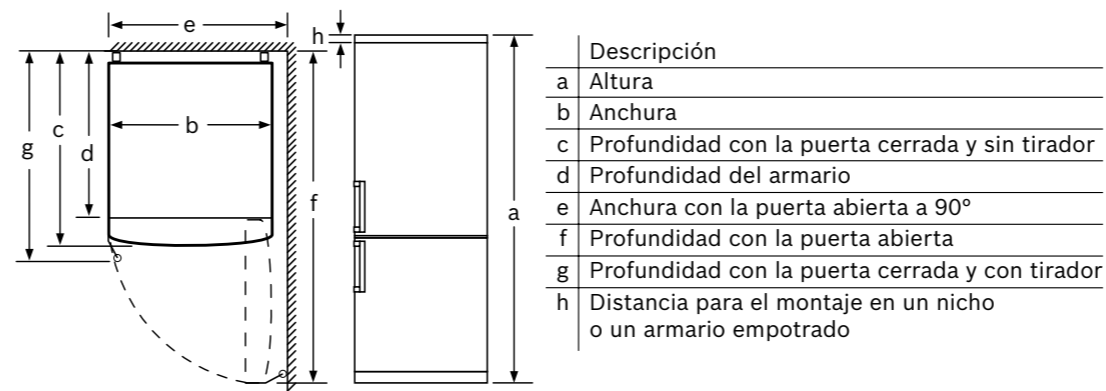 e
h
g
c
d
b
f
a
Descripción
a Altura
b Anchura
c Profundidad con la puerta cerrada y sin tirador
d Profundidad del armario
e Anchura con la puerta abierta a 90°
f Profundidad con la puerta abierta
g Profundidad con la puerta cerrada y con tirador
h Distancia para el montaje en un nicho
o un armario empotrado